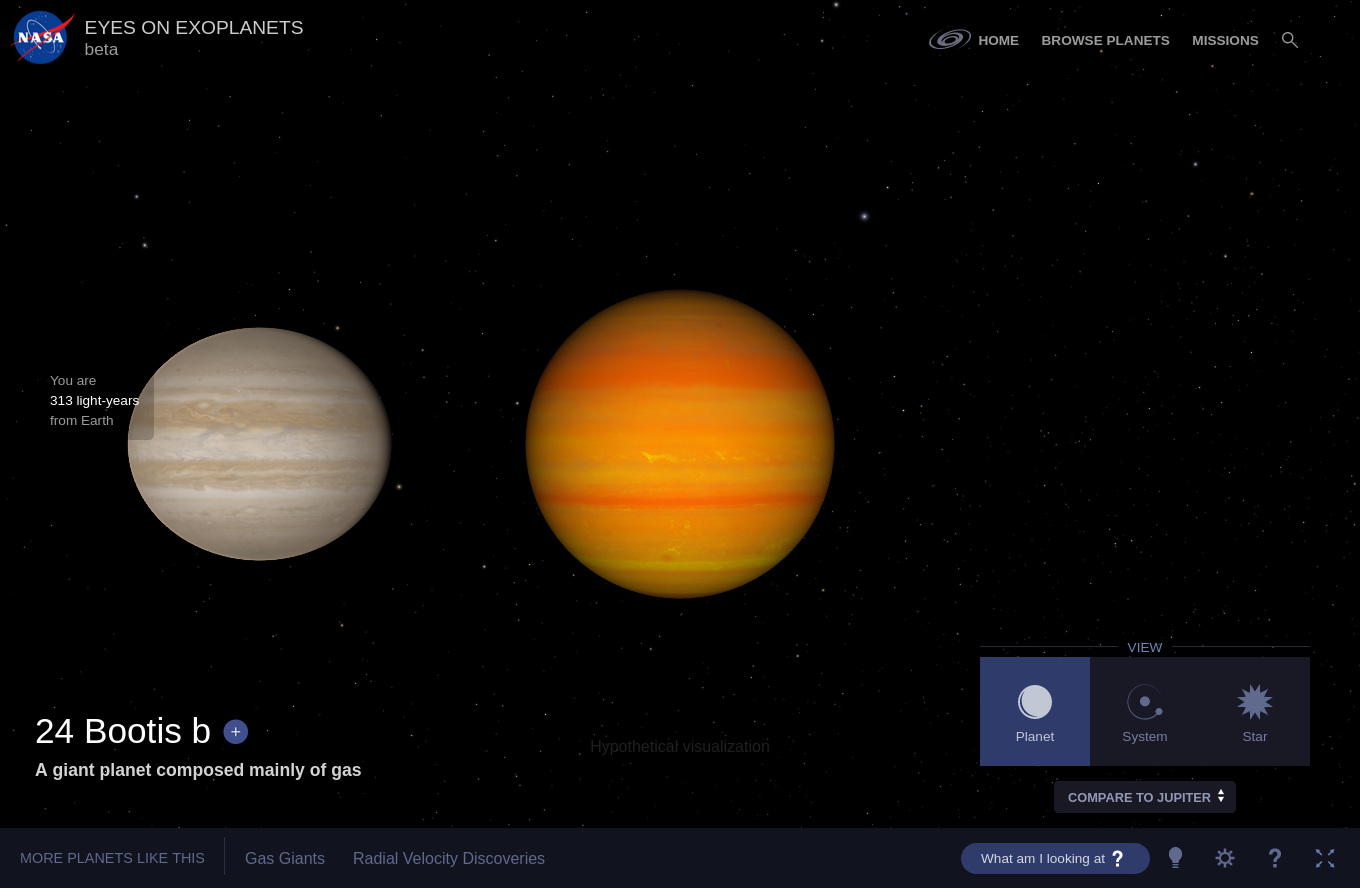 NASA
EYES ON EXOPLANETS
beta
HOME
BROWSE PLANETS
MISSIONS
You are
313 light-years
from Earth
24 Bootis b
A giant planet composed mainly of gas
Hypothetical visualization
VIEW
Planet
System
Star
COMPARE TO JUPITER
MORE PLANETS LIKE THIS
Gas Giants
Radial Velocity Discoveries
What am I looking at ?